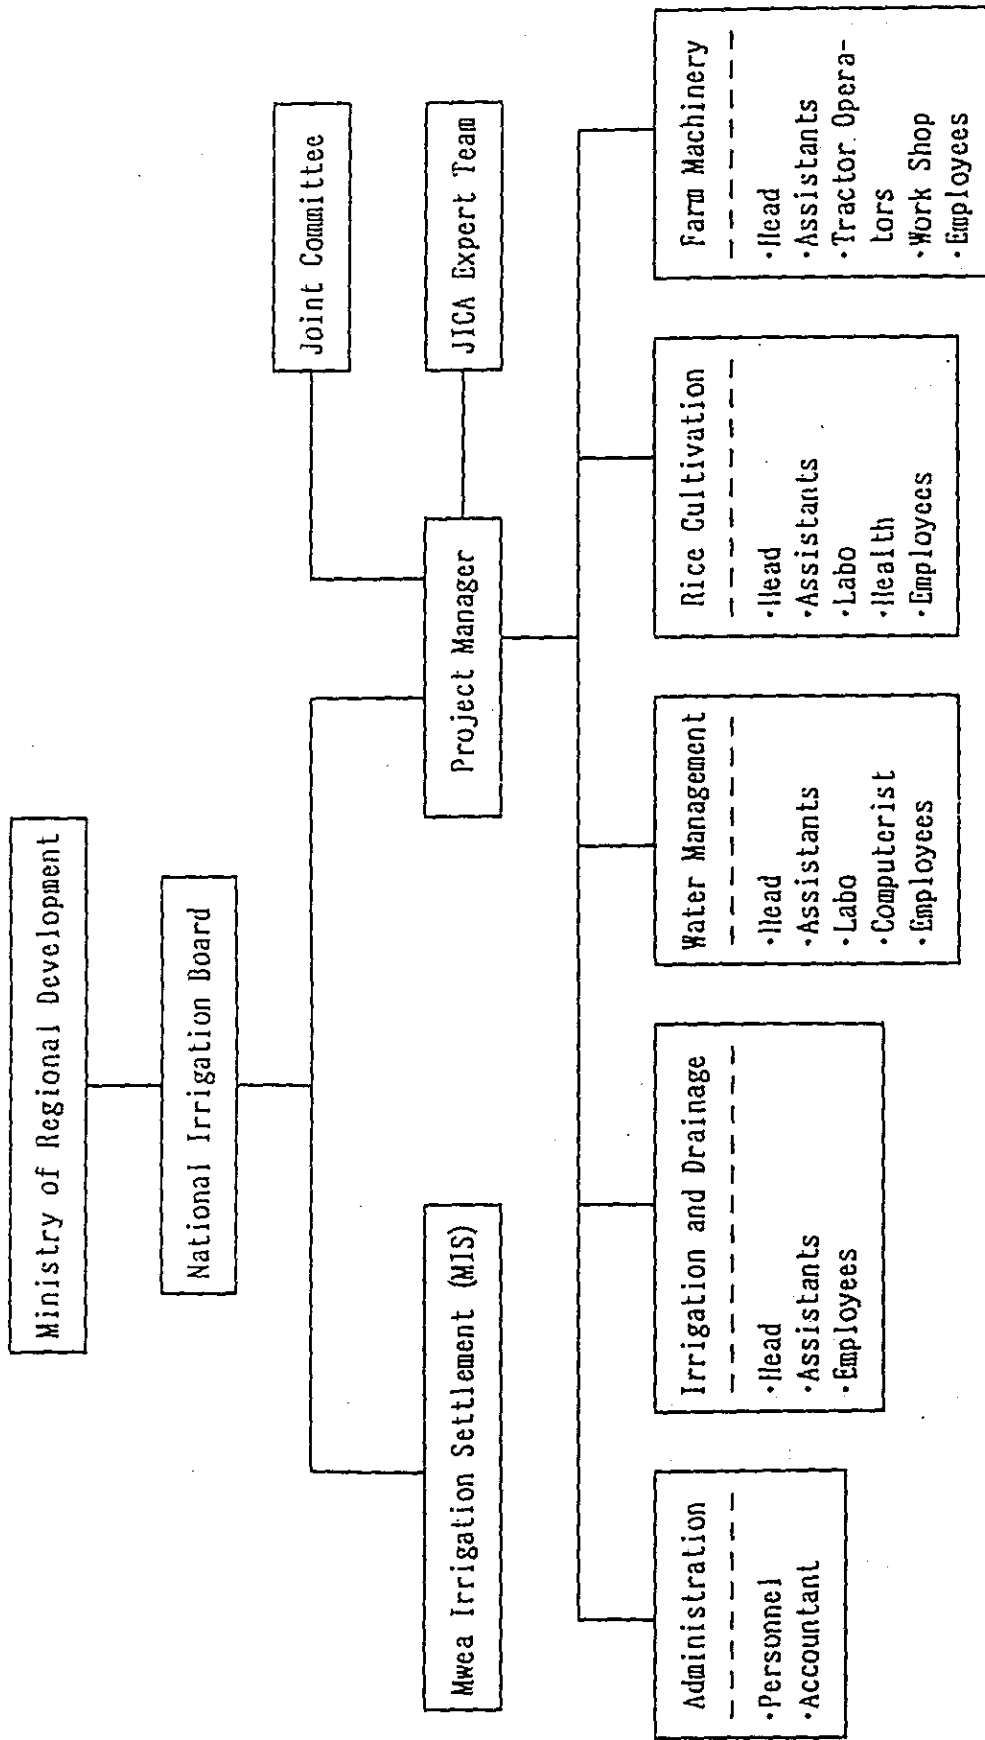 Ministry of Regional Development
National Irrigation Board
Joint Committee
Mwea Irrigation Settlement (MIS)
Project Manager
JICA Expert Team
Administration
・Personnel
・Accountant
Irrigation and Drainage
・Head
・Assistants
・Employees
Water Management
・Head
・Assistants
・Labo
・Computerist
・Employees
Rice Cultivation
・Head
・Assistants
・Labo
・Health
・Employees
Farm Machinery
・Head
・Assistants
・Tractor Opera-
tors
・Work Shop
・Employees